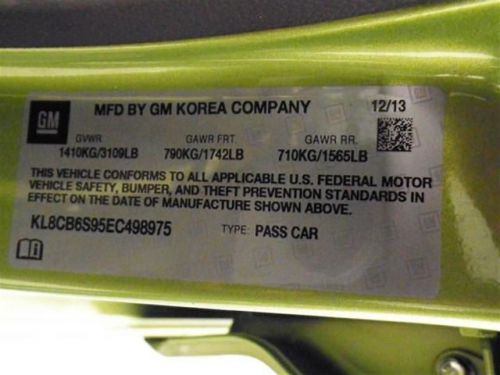 GM MFD BY GM KOREA COMPANY 12/13
GVWR GAWR FRT. GAWR RR.
1410KG/3109LB 790KG/1742LB 710KG/1565LB
THIS VEHICLE CONFORMS TO ALL APPLICABLE U.S. FEDERAL MOTOR
VEHICLE SAFETY, BUMPER, AND THEFT PREVENTION STANDARDS IN
EFFECT ON THE DATE OF MANUFACTURE SHOWN ABOVE.
KL8CB6S95EC498975 TYPE: PASS CAR